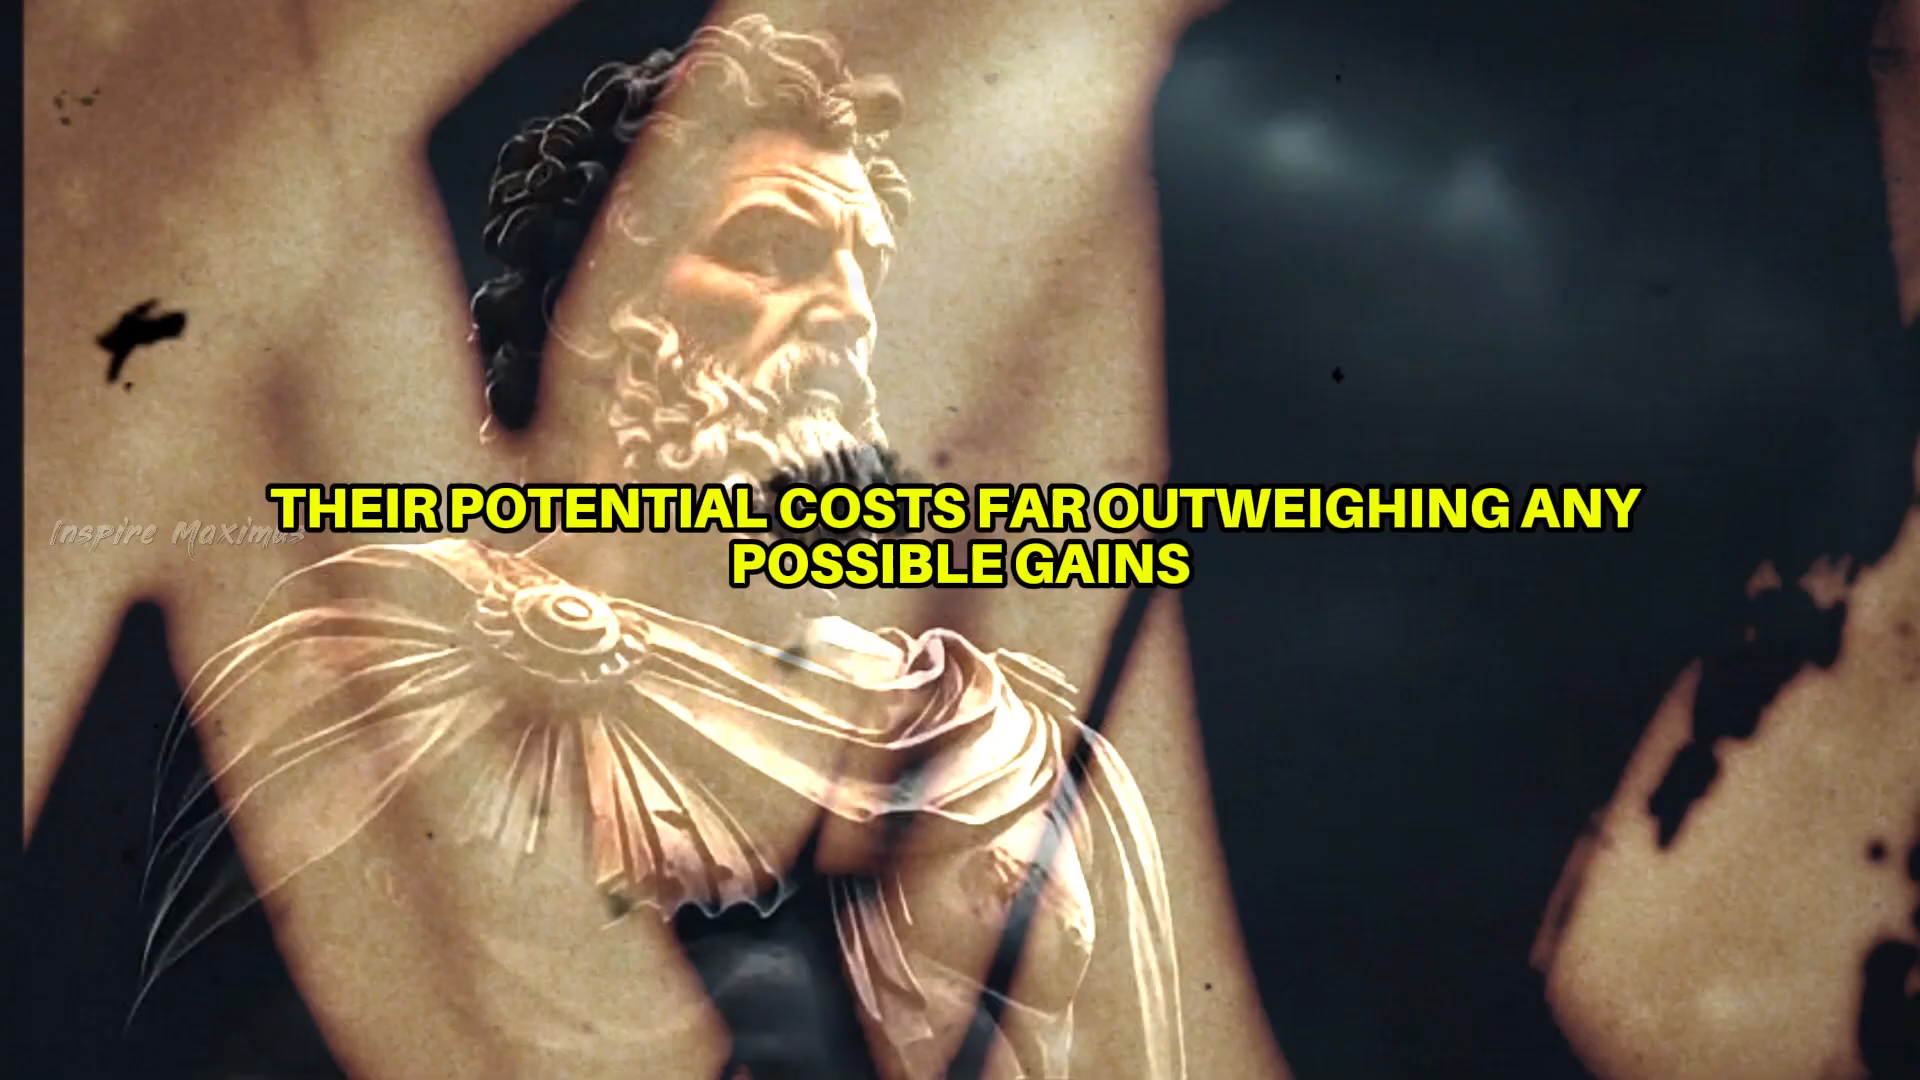 THEIR POTENTIAL COSTS FAR OUTWEIGHING ANY
POSSIBLE GAINS
Inspire Maximus